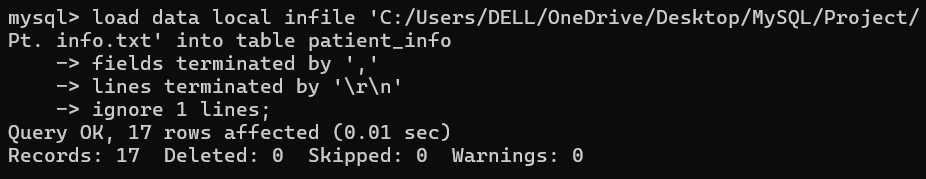 mysql> load data local infile 'C:/Users/DELL/OneDrive/Desktop/MySQL/Project/
Pt. info.txt' into table patient_info
    -> fields terminated by ','
    -> lines terminated by '\r\n'
    -> ignore 1 lines;
Query OK, 17 rows affected (0.01 sec)
Records: 17  Deleted: 0  Skipped: 0  Warnings: 0